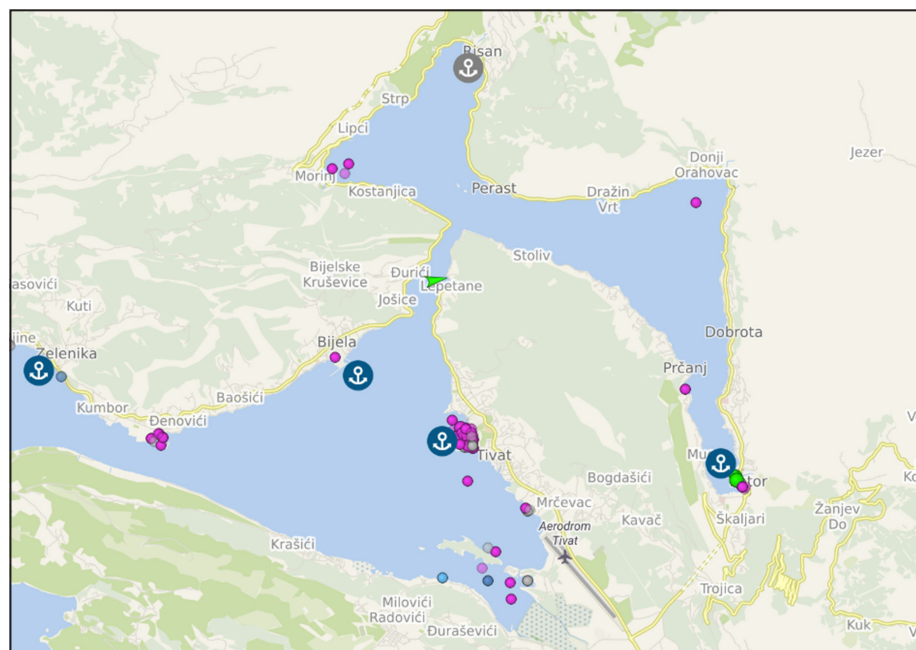 Risan
Strp
Lipci
Morinj
Kostanjica
Perast
Donji
Orahovac
Dražin
Vrt
Jezer
Stoliv
Bijelske
Kruševice
Đurići
Lepetane
Jošice
Kuti
Zelenika
Bijela
Dobrota
Prčanj
Kumbor
Baošići
Đenovići
Tivat
Bogdašići
Mrčevac
Kavač
Škaljari
Žanjev
Do
Aerodrom
Tivat
Krašići
Trojica
Milovići
Radovići
Đuraševići
Kuk